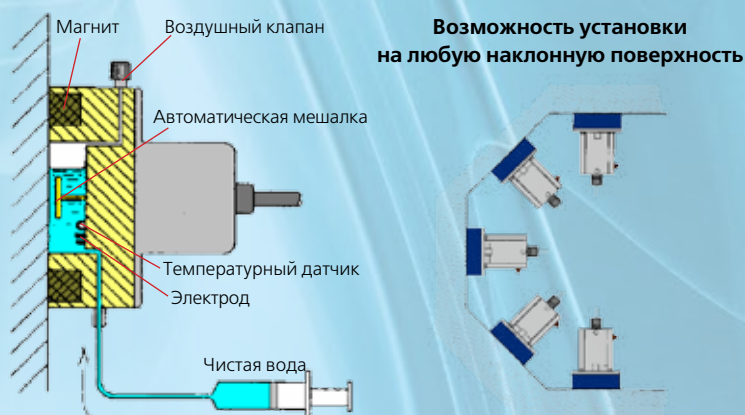 Магнит
Воздушный клапан
Возможность установки
на любую наклонную поверхность
Автоматическая мешалка
Температурный датчик
Электрод
Чистая вода